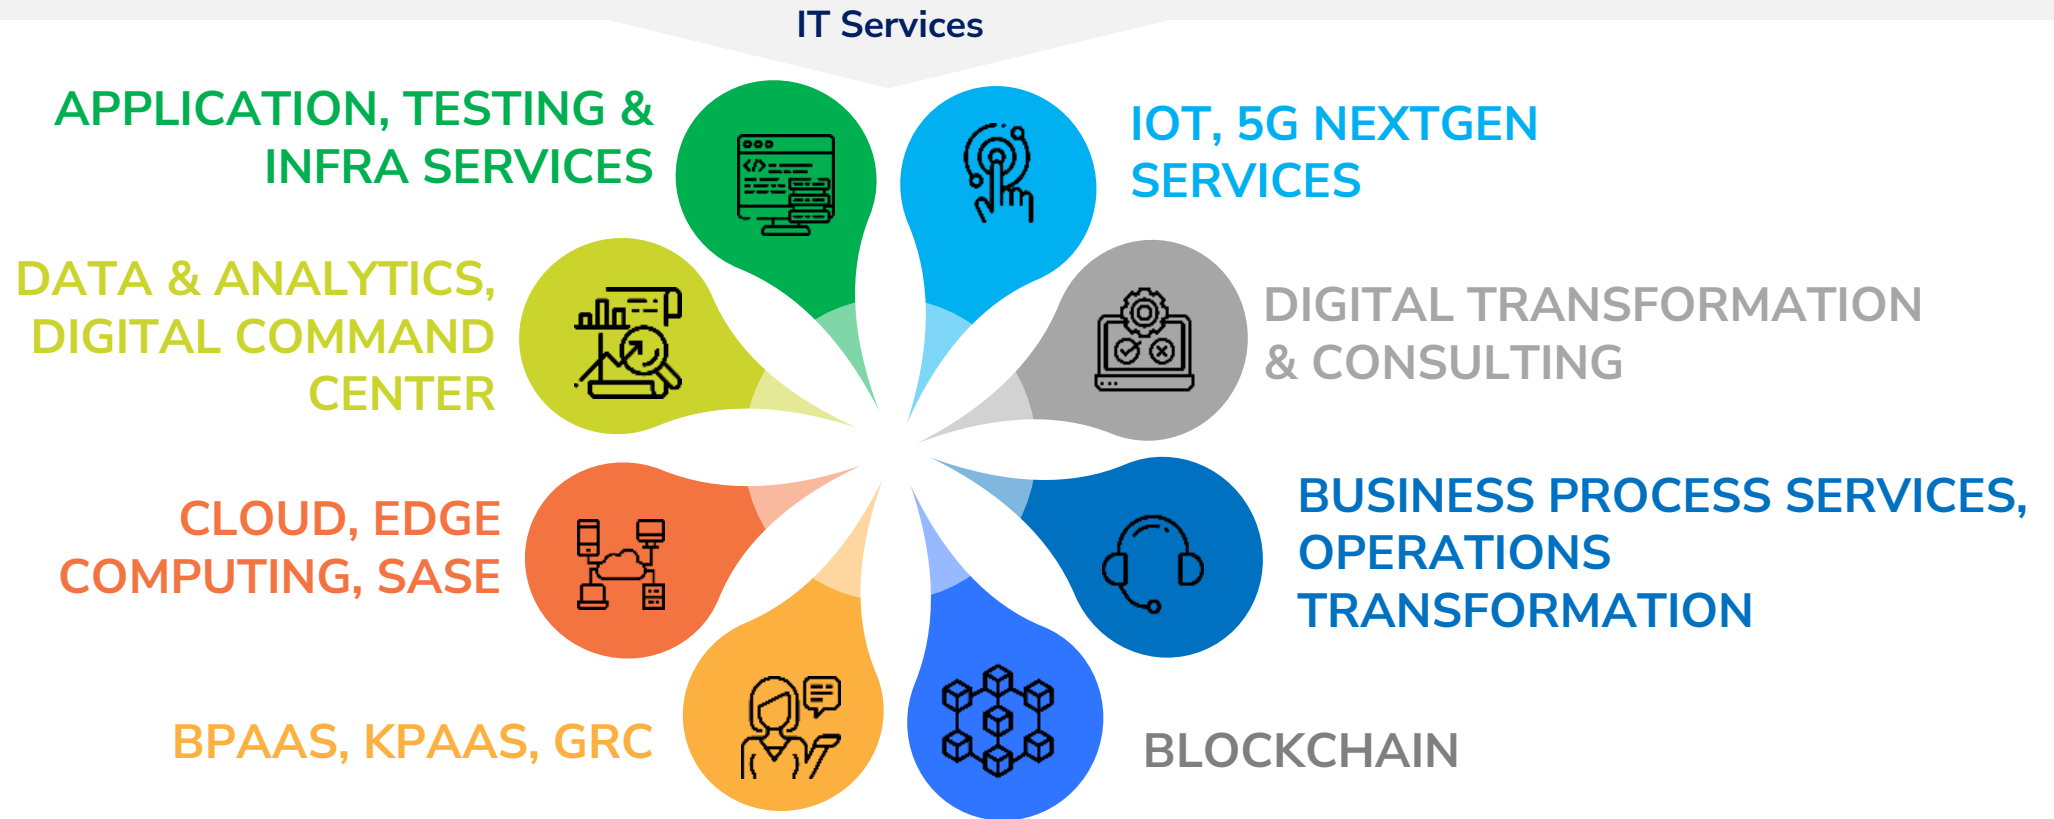 IT Services
APPLICATION, TESTING &
INFRA SERVICES
IOT, 5G NEXTGEN
SERVICES
DATA & ANALYTICS,
DIGITAL COMMAND
CENTER
DIGITAL TRANSFORMATION
& CONSULTING
CLOUD, EDGE
COMPUTING, SASE
BUSINESS PROCESS SERVICES,
OPERATIONS
TRANSFORMATION
BPAAS, KPAAS, GRC
BLOCKCHAIN